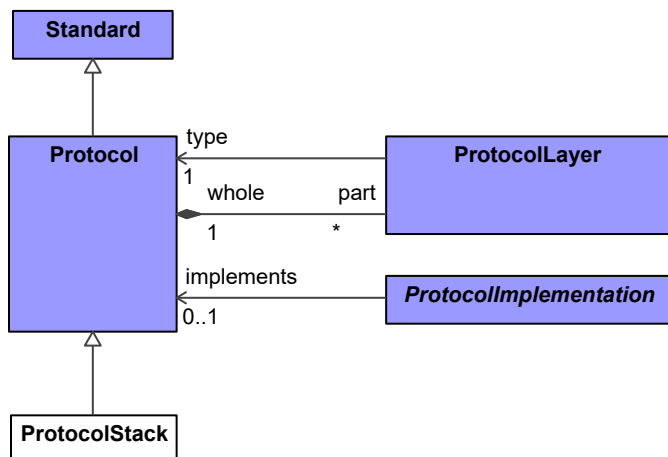 Standard
Protocol
type
ProtocolLayer
1
whole
part
1
*
implements
ProtocolImplementation
0..1
ProtocolStack